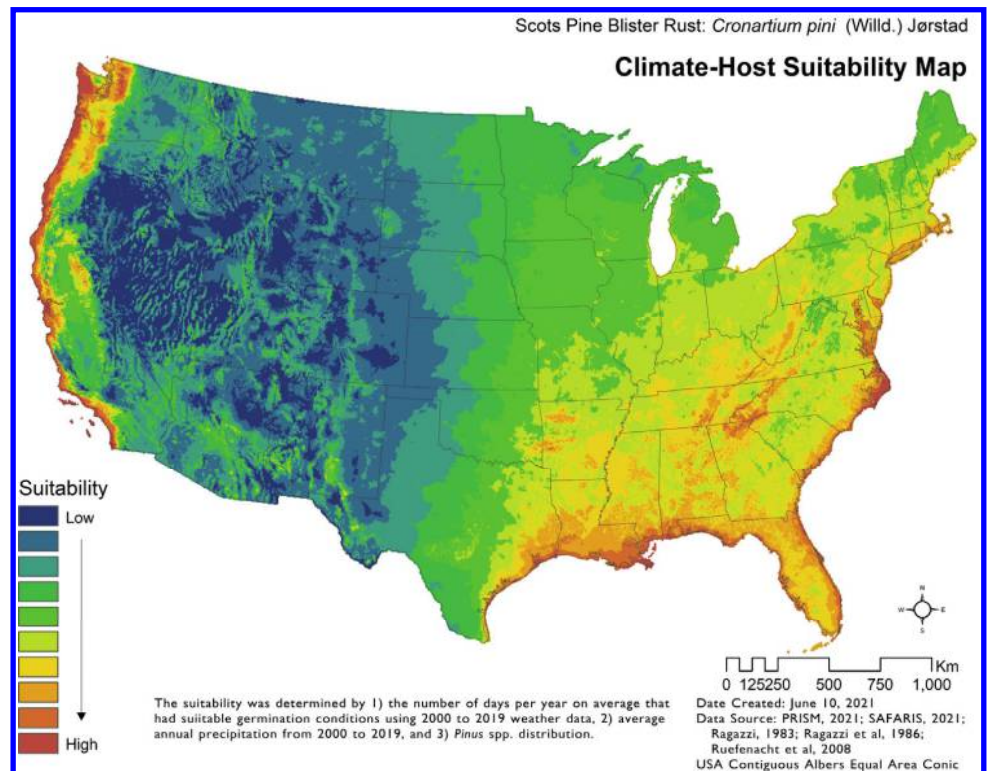 Scots Pine Blister Rust: Cronartium pini (Willd.) Jørstad
Climate-Host Suitability Map
Suitability
Low
High
N
W E
S
Km
0 125250 500 750 1,000
The suitability was determined by 1) the number of days per year on average that
had suiitable germination conditions using 2000 to 2019 weather data, 2) average
annual precipitation from 2000 to 2019, and 3) Pinus spp. distribution.
Date Created: June 10, 2021
Data Source: PRISM, 2021; SAFARIS, 2021;
Ragazzi, 1983; Ragazzi et al, 1986;
Ruefenacht et al, 2008
USA Contiguous Albers Equal Area Conic